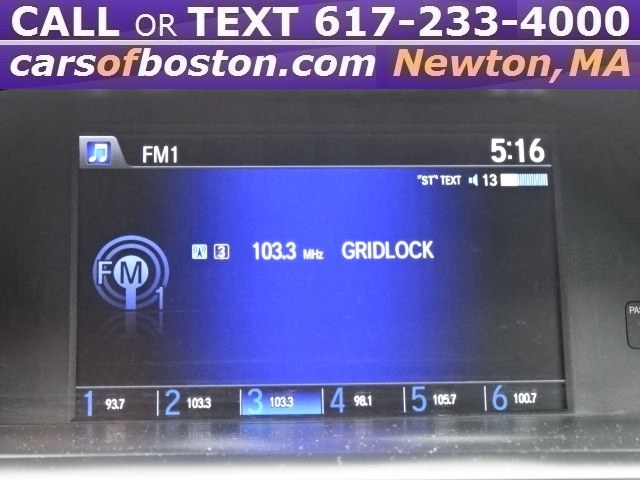 CALL OR TEXT 617-233-4000
carsofboston.com Newton, MA
FM1 5:16
"ST" TEXT 13
3 103.3 MHz GRIDLOCK
FM
1
1 93.7 2 103.3 3 103.3 4 98.1 5 105.7 6 100.7
PA